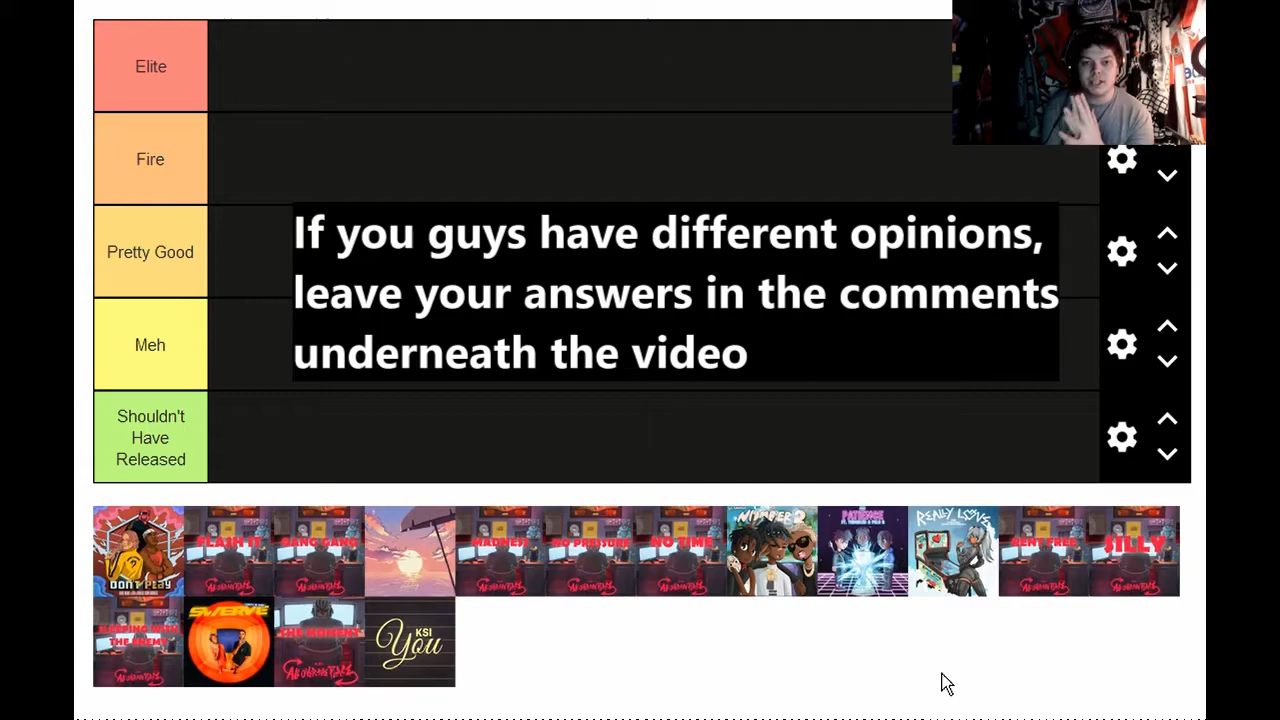 Elite
Fire
Pretty Good
Meh
Shouldn't
Have
Released
If you guys have different opinions,
leave your answers in the comments
underneath the video
DON'T PLAY
FLASH IT
GANG GANG
MADNESS
NO PRESSURE
NO TIME
NUMBER 2
PATIENCE
REALLY LOVE
RENT FREE
SILLY
SLEEPING WITH
THE ENEMY
SWERVE
THE MOMENT
KSI
You